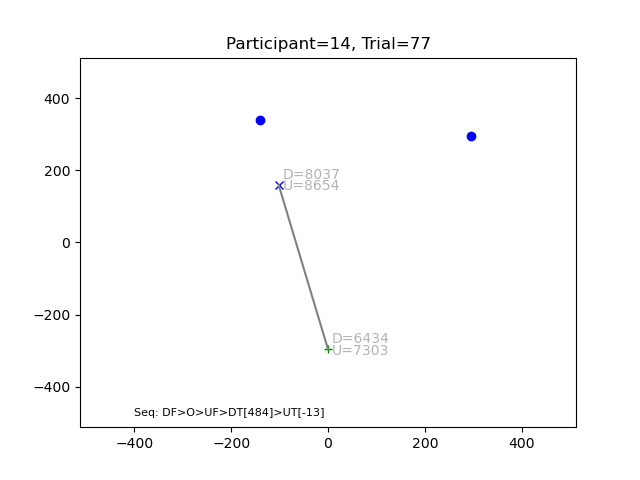 Participant=14, Trial=77
400
200
0
−200
−400
D=8037
U=8654
D=6434
U=7303
Seq: DF>O>UF>DT[484]>UT[-13]
−400
−200
0
200
400